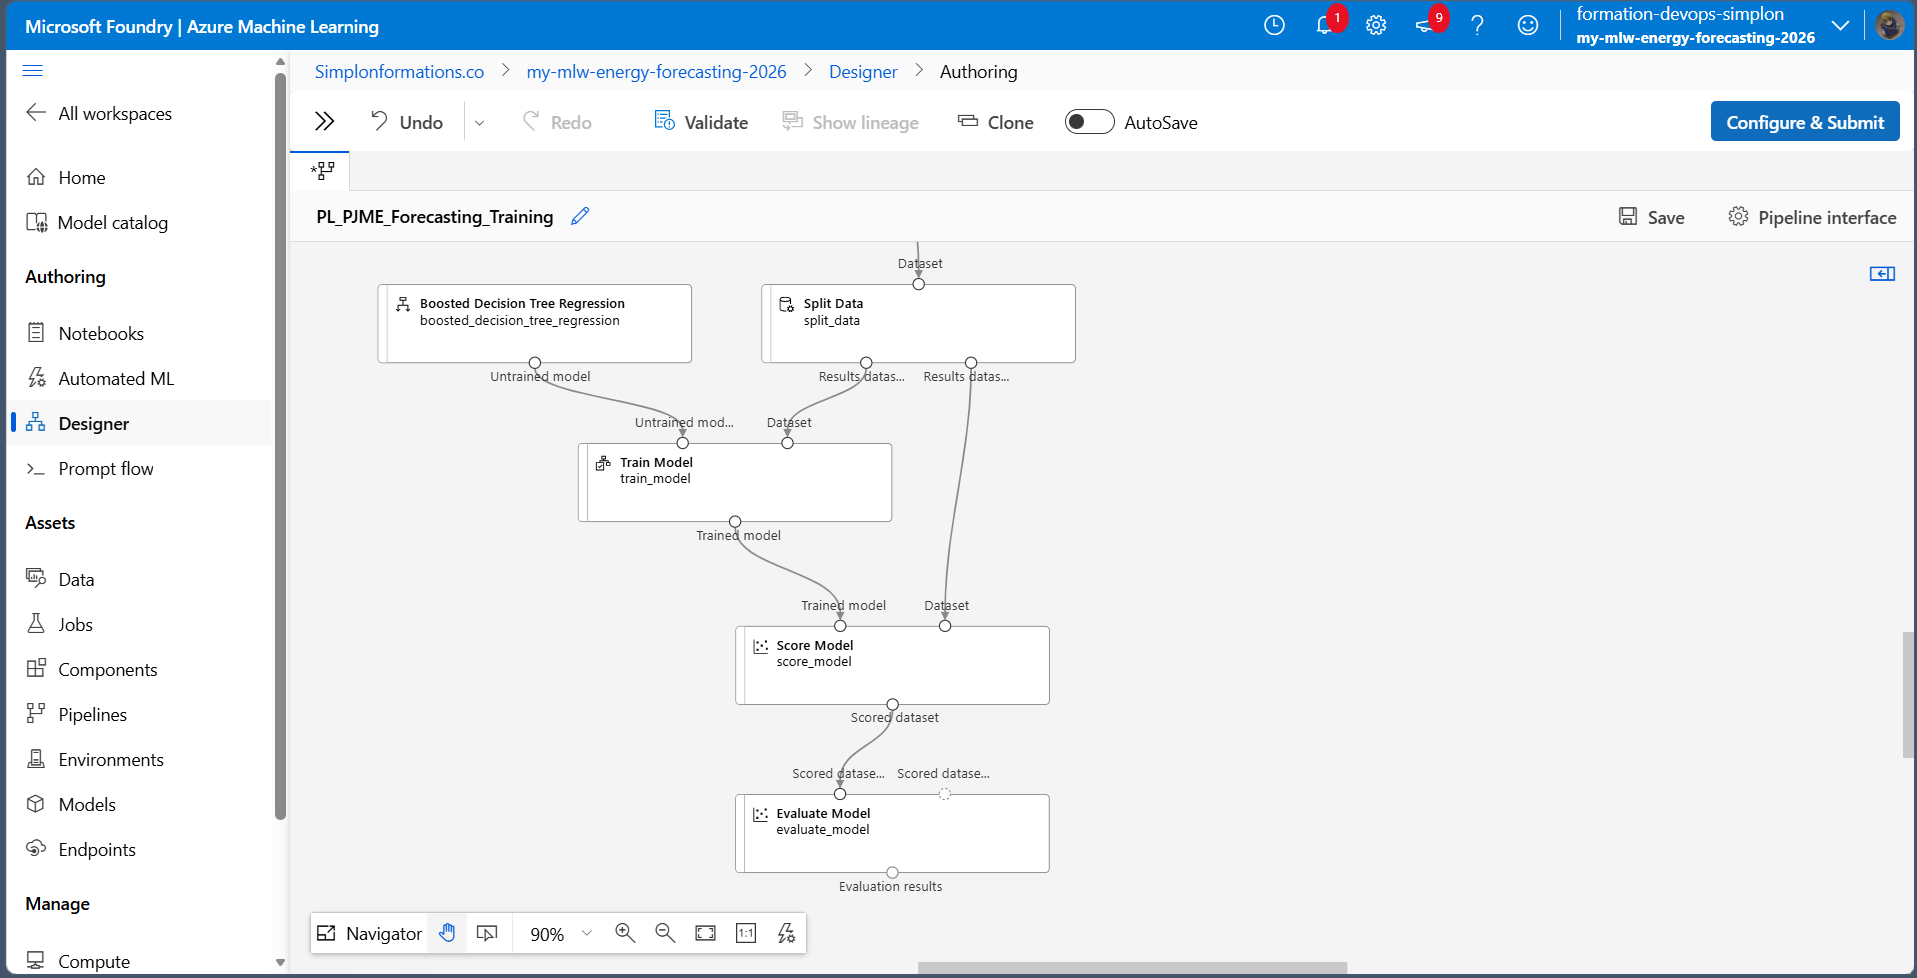 Microsoft Foundry | Azure Machine Learning
1
9
formation-devops-simplon
my-mlw-energy-forecasting-2026
All workspaces
Home
Model catalog
Authoring
Notebooks
Automated ML
Designer
Prompt flow
Assets
Data
Jobs
Components
Pipelines
Environments
Models
Endpoints
Manage
Compute
Simplonformations.co > my-mlw-energy-forecasting-2026 > Designer > Authoring
Undo Redo Validate Show lineage Clone AutoSave Configure & Submit
PL_PJME_Forecasting_Training Save Pipeline interface
Dataset
Boosted Decision Tree Regression
boosted_decision_tree_regression
Split Data
split_data
Untrained model
Results datas...
Results datas...
Untrained mod...
Dataset
Train Model
train_model
Trained model
Trained model
Dataset
Score Model
score_model
Scored dataset
Scored datase...
Scored datase...
Evaluate Model
evaluate_model
Evaluation results
Navigator 90% 1:1